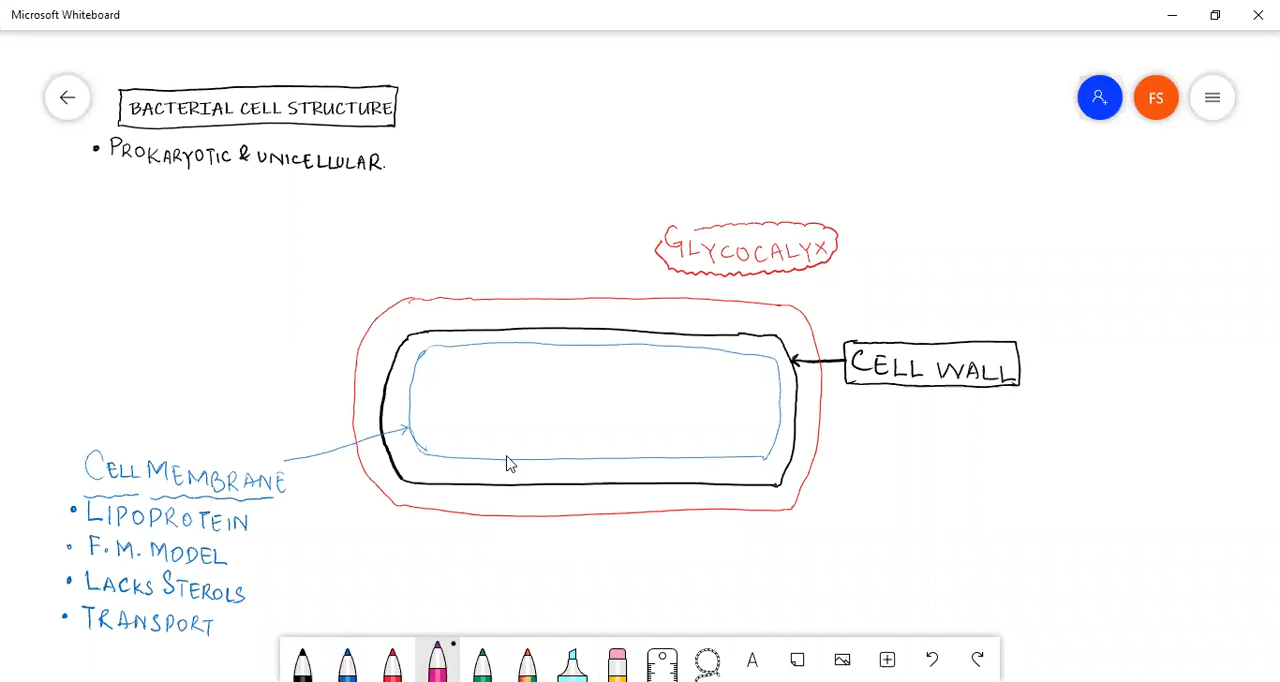 Microsoft Whiteboard
BACTERIAL CELL STRUCTURE
• PROKARYOTIC & UNICELLULAR.
FS
GLYCOCALYX
CELL WALL
CELL MEMBRANE
• LIPOPROTEIN
• F.M. MODEL
• LACKS STEROLS
• TRANSPORT
A